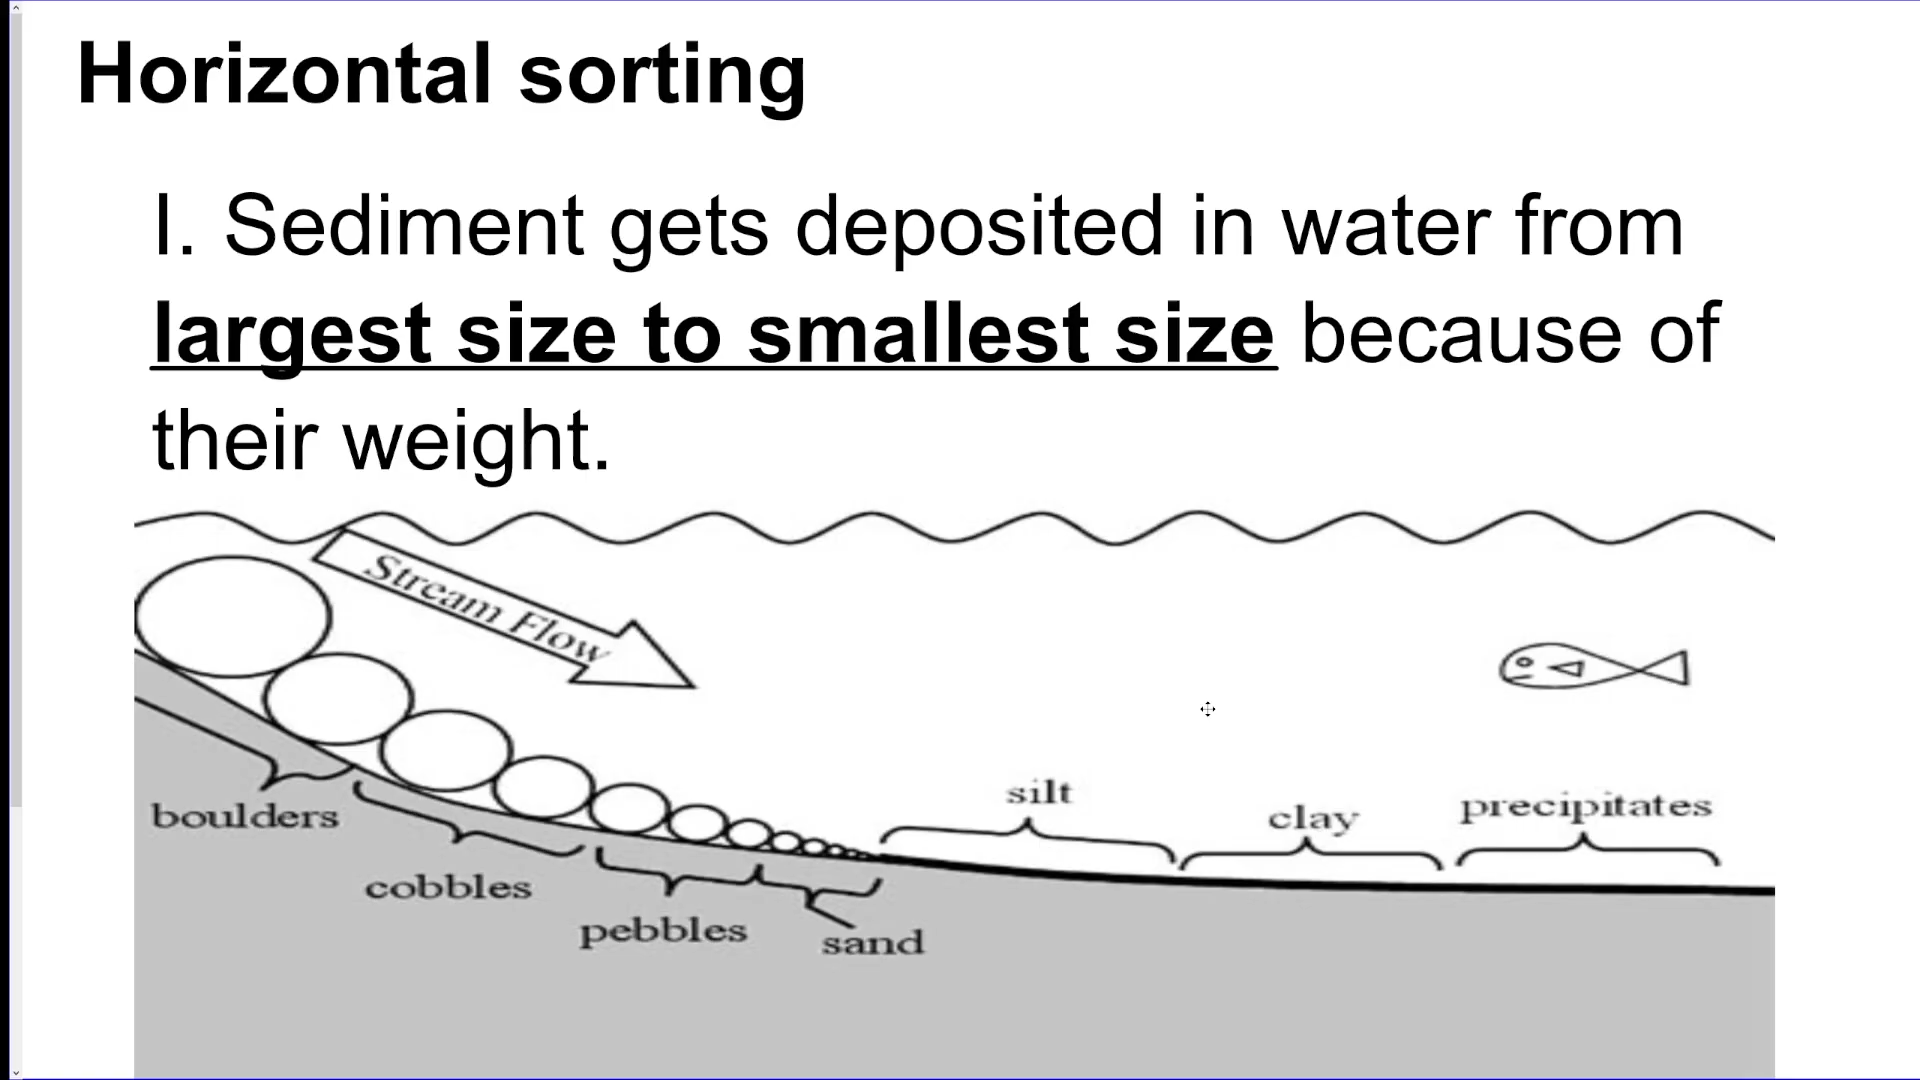 Horizontal sorting
I. Sediment gets deposited in water from
largest size to smallest size because of
their weight.
Stream Flow
silt
clay
precipitates
boulders
cobbles
pebbles
sand